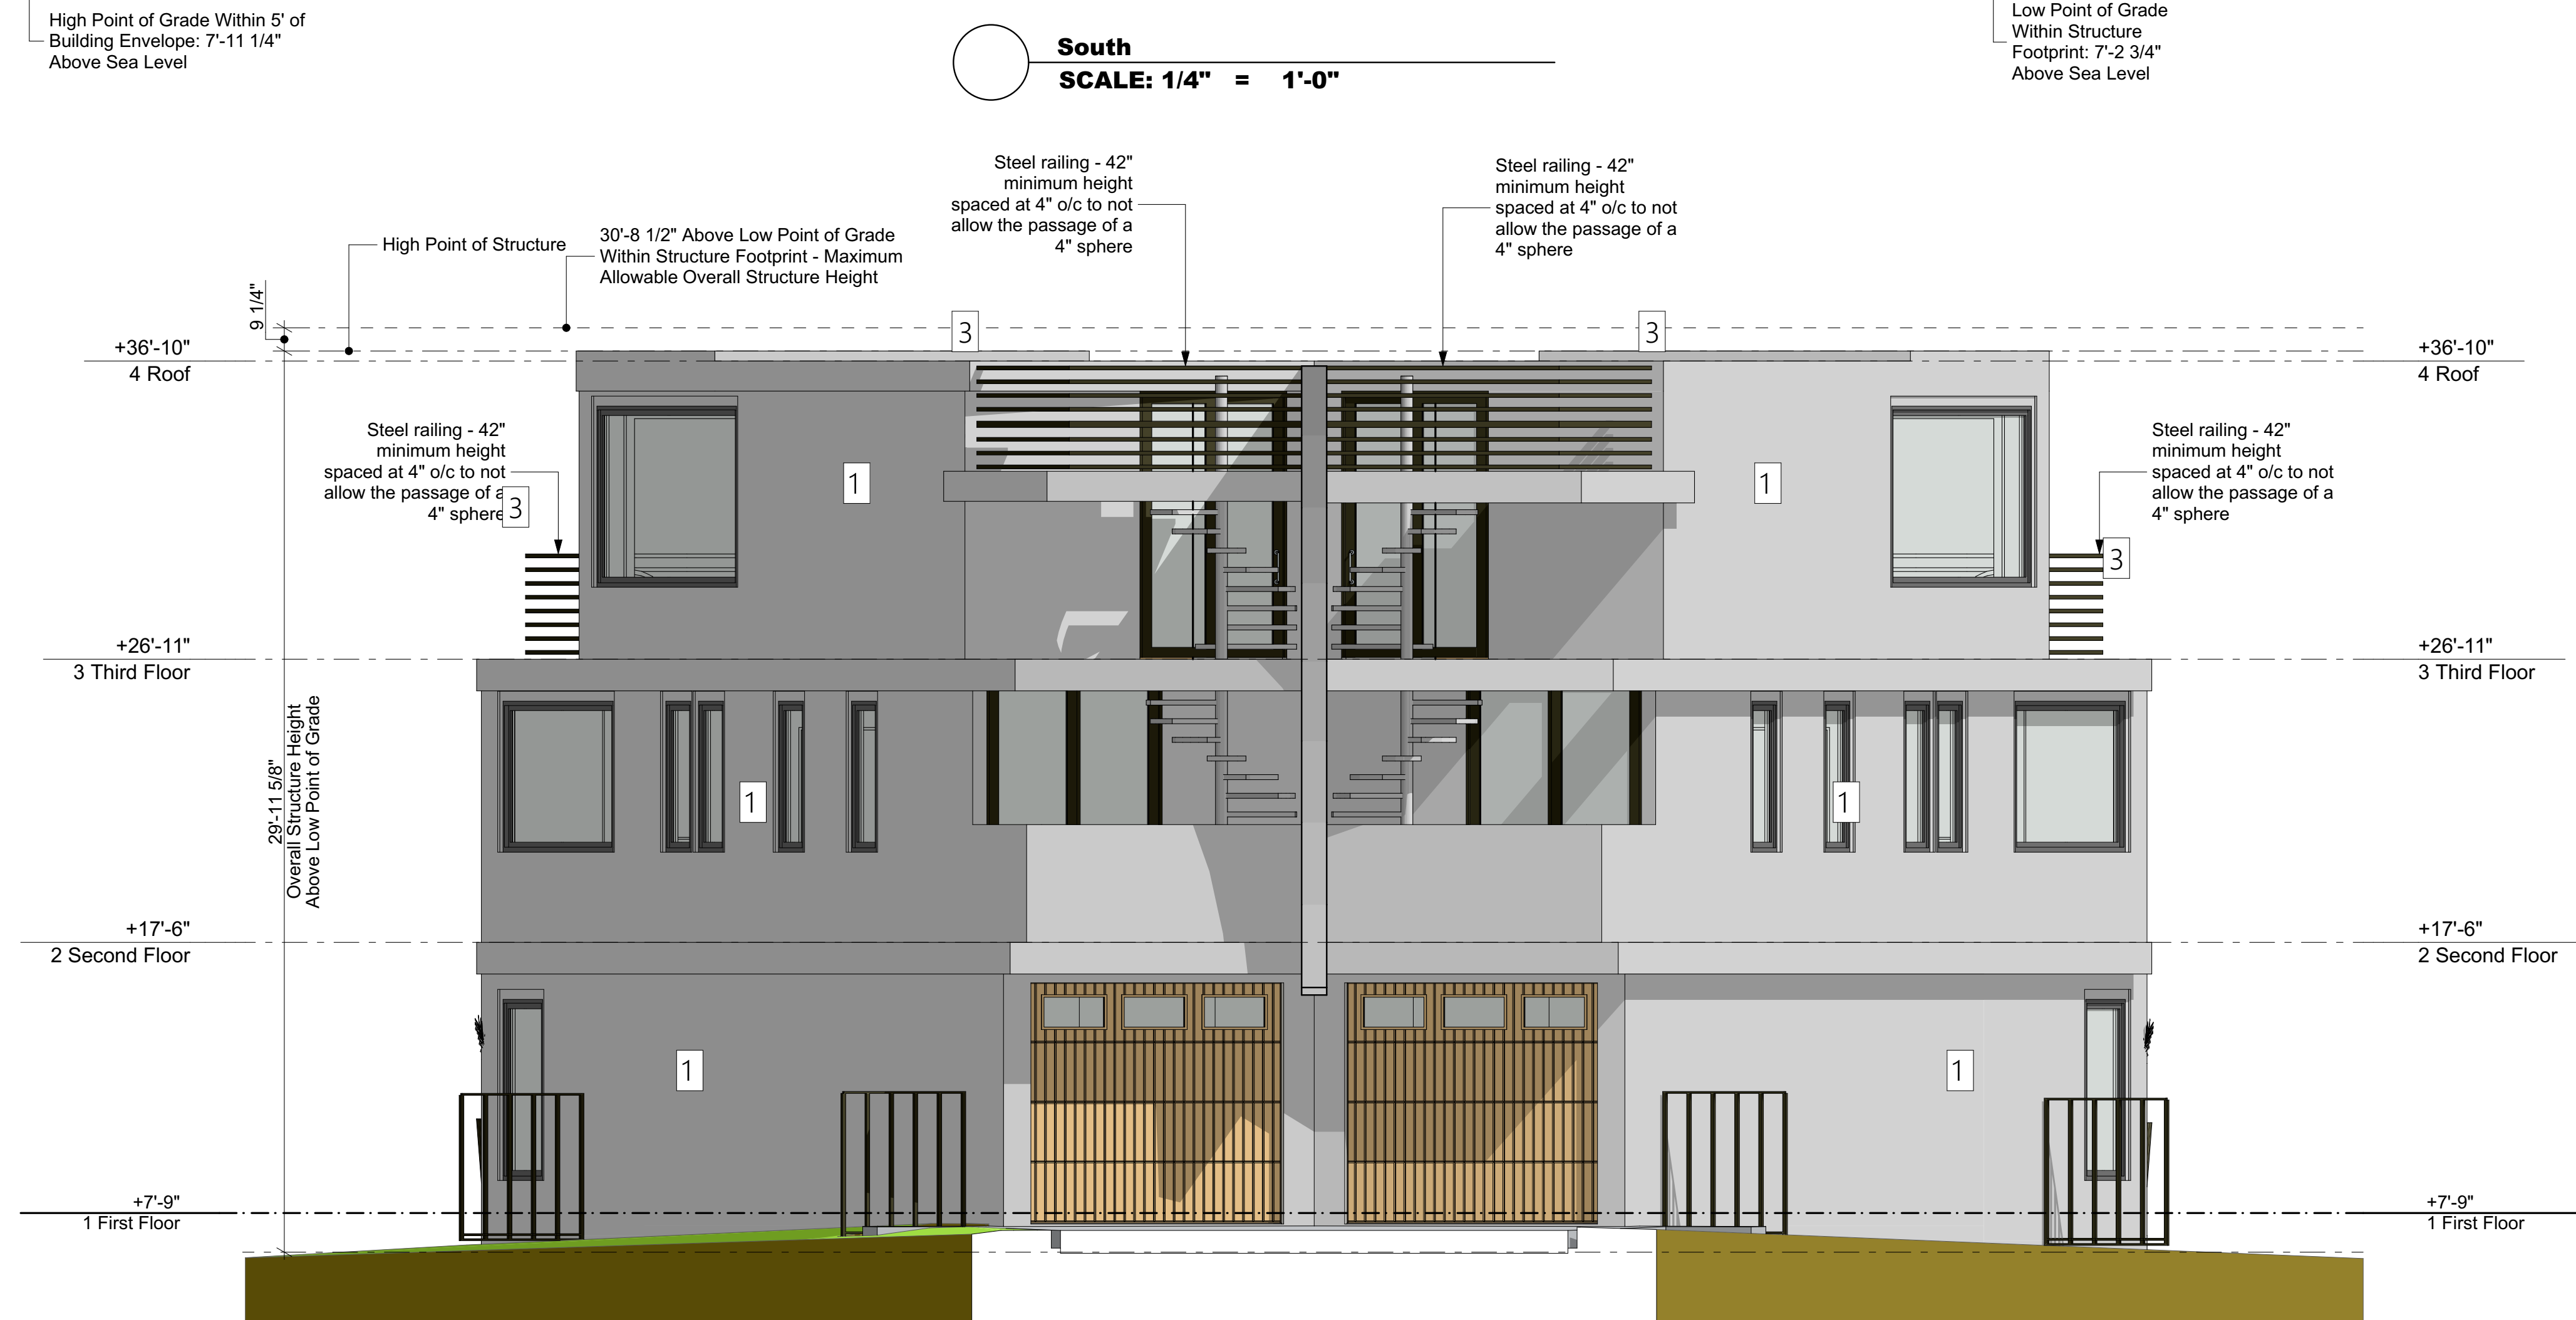 High Point of Grade Within 5' of
Building Envelope: 7'-11 1/4"
Above Sea Level
South
SCALE: 1/4" = 1'-0"
Low Point of Grade
Within Structure
Footprint: 7'-2 3/4"
Above Sea Level
Steel railing - 42"
minimum height
spaced at 4" o/c to not
allow the passage of a
4" sphere
Steel railing - 42"
minimum height
spaced at 4" o/c to not
allow the passage of a
4" sphere
High Point of Structure
30'-8 1/2" Above Low Point of Grade
Within Structure Footprint - Maximum
Allowable Overall Structure Height
9 1/4"
3
3
+36'-10"
4 Roof
+36'-10"
4 Roof
Steel railing - 42"
minimum height
spaced at 4" o/c to not
allow the passage of a
4" sphere
3
1
1
Steel railing - 42"
minimum height
spaced at 4" o/c to not
allow the passage of a
4" sphere
3
+26'-11"
3 Third Floor
+26'-11"
3 Third Floor
29'-11 5/8"
Overall Structure Height
Above Low Point of Grade
1
1
+17'-6"
2 Second Floor
+17'-6"
2 Second Floor
1
1
+7'-9"
1 First Floor
+7'-9"
1 First Floor